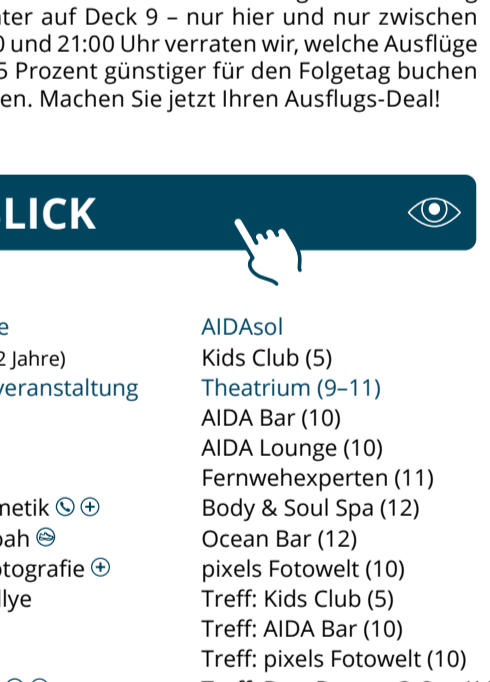 ter auf Deck 9 – nur hier und nur zwischen
und 21:00 Uhr verraten wir, welche Ausflüge
5 Prozent günstiger für den Folgetag buchen
en. Machen Sie jetzt Ihren Ausflugs-Deal!
LICK
e AIDAsol
2 Jahre) Kids Club (5)
veranstaltung Theatrium (9–11)
AIDA Bar (10)
AIDA Lounge (10)
Fernwehexperten (11)
metik Body & Soul Spa (12)
bah Ocean Bar (12)
tografie pixels Fotowelt (10)
llye Treff: Kids Club (5)
Treff: AIDA Bar (10)
Treff: pixels Fotowelt (10)